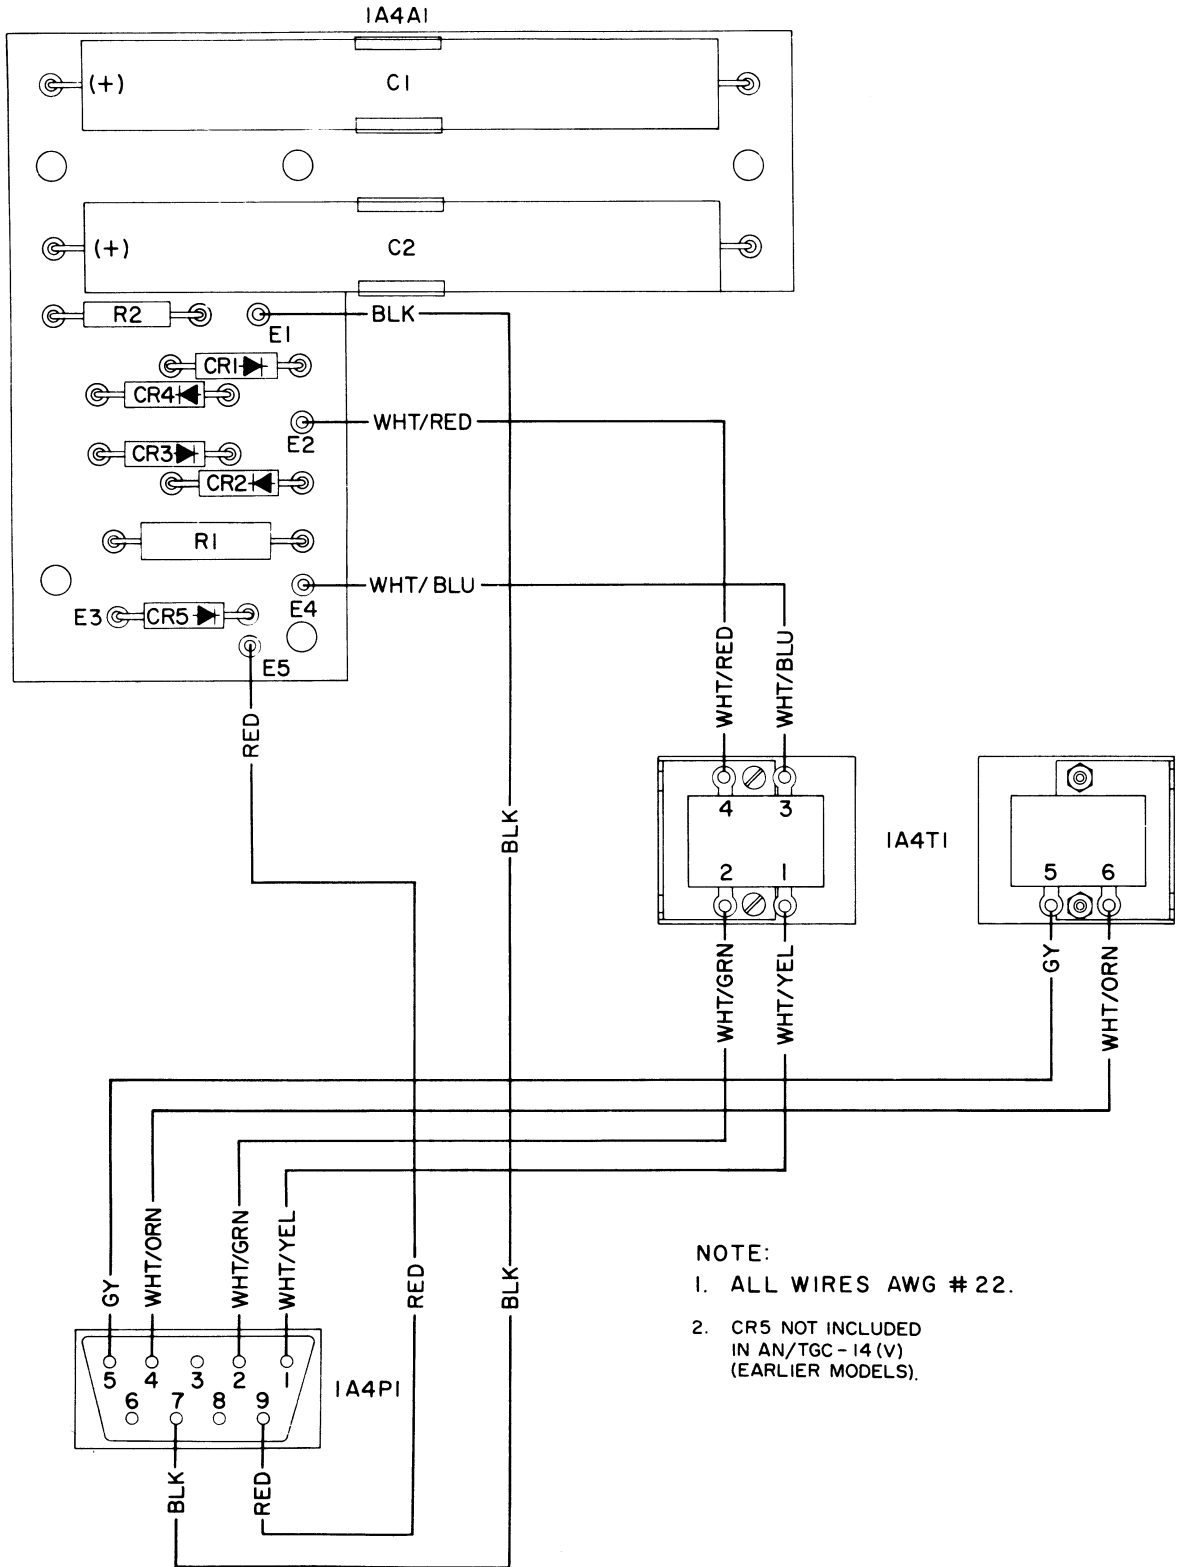 1A4A1
(+)
C1
(+)
C2
R2
E1
BLK
CR1
CR4
WHT/RED
E2
CR3
CR2
R1
WHT/BLU
E4
E3
CR5
E5
RED
WHT/RED
WHT/BLU
BLK
4
3
2
1
1A4T1
5
6
WHT/GRN
WHT/YEL
GY
WHT/ORN
GY
WHT/ORN
WHT/GRN
WHT/YEL
RED
BLK
5
4
3
2
1
6
7
8
9
1A4P1
BLK
RED
NOTE:
1. ALL WIRES AWG # 22.
2. CR5 NOT INCLUDED
IN AN/TGC-14(V)
(EARLIER MODELS).